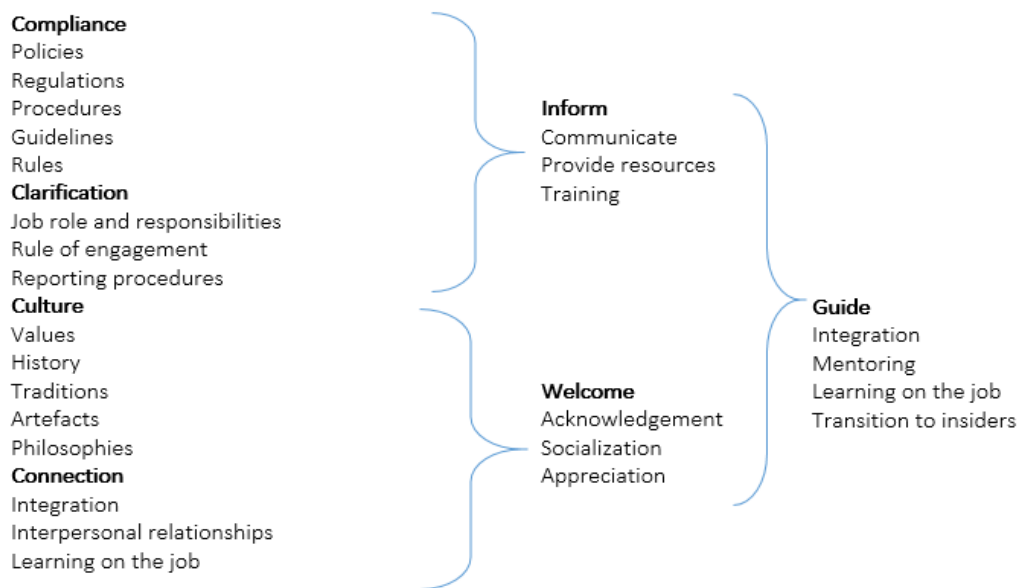 Compliance
Policies
Regulations
Procedures
Guidelines
Rules
Clarification
Job role and responsibilities
Rule of engagement
Reporting procedures
Culture
Values
History
Traditions
Artefacts
Philosophies
Connection
Integration
Interpersonal relationships
Learning on the job
Inform
Communicate
Provide resources
Training
Welcome
Acknowledgement
Socialization
Appreciation
Guide
Integration
Mentoring
Learning on the job
Transition to insiders